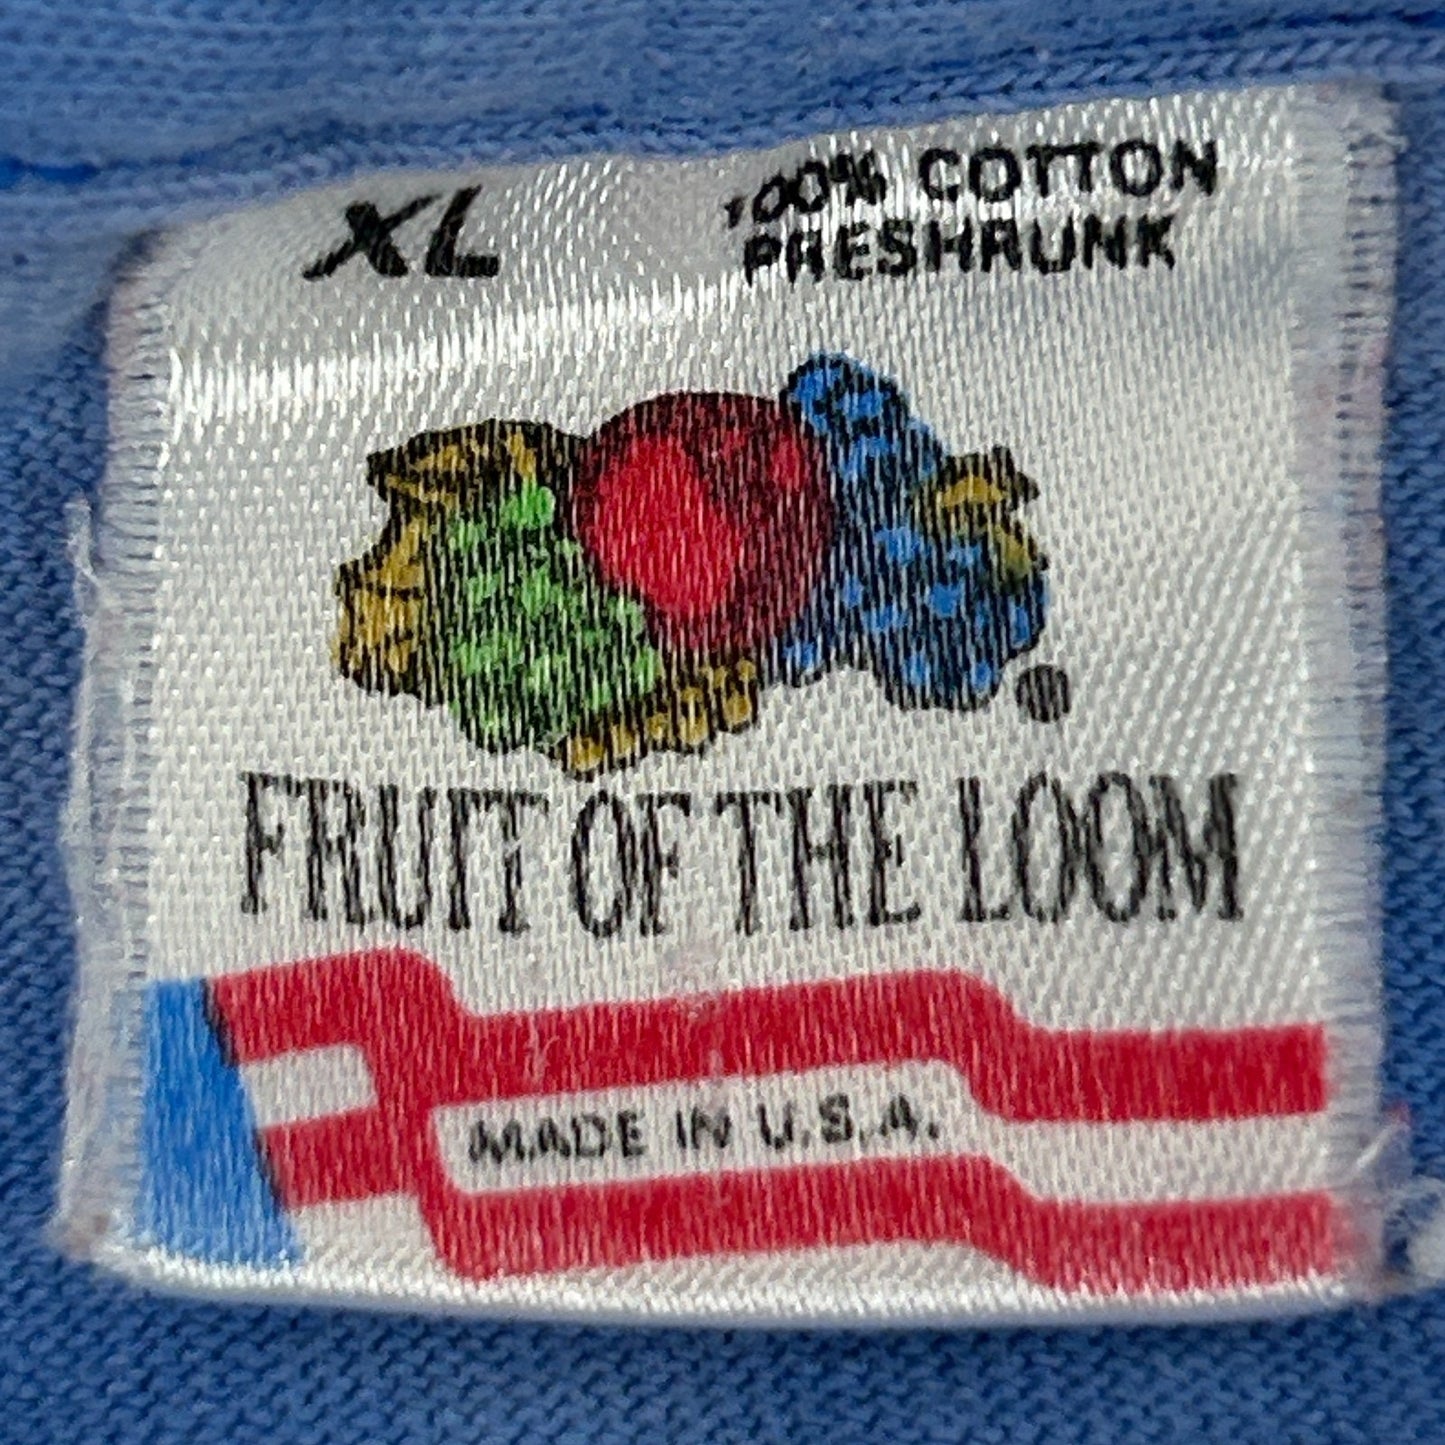 XL
100% COTTON
PRESHRUNK
FRUIT OF THE LOOM
MADE IN U.S.A.